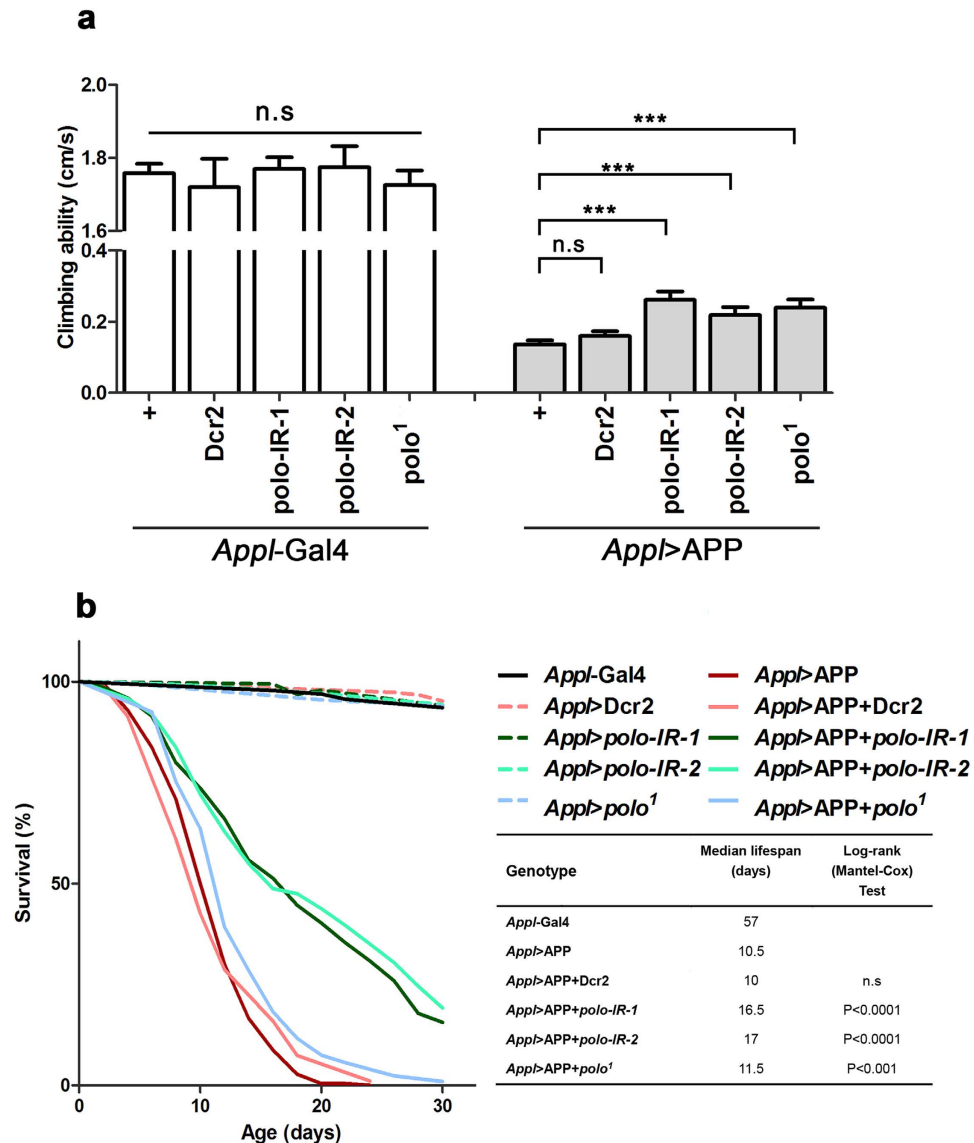 a
Climbing ability (cm/s)
2.0
1.8
1.6
0.4
0.2
0.0
n.s
n.s
***
***
***
+
Dcr2
polo-IR-1
polo-IR-2
polo¹
+
Dcr2
polo-IR-1
polo-IR-2
polo¹
Appl-Gal4
Appl>APP
b
Survival (%)
100
50
0
0 10 20 30
Age (days)
Appl-Gal4 Appl>APP
Appl>Dcr2 Appl>APP+Dcr2
Appl>polo-IR-1 Appl>APP+polo-IR-1
Appl>polo-IR-2 Appl>APP+polo-IR-2
Appl>polo¹ Appl>APP+polo¹
Genotype Median lifespan (days) Log-rank (Mantel-Cox) Test
Appl-Gal4 57
Appl>APP 10.5
Appl>APP+Dcr2 10 n.s
Appl>APP+polo-IR-1 16.5 P<0.0001
Appl>APP+polo-IR-2 17 P<0.0001
Appl>APP+polo¹ 11.5 P<0.001